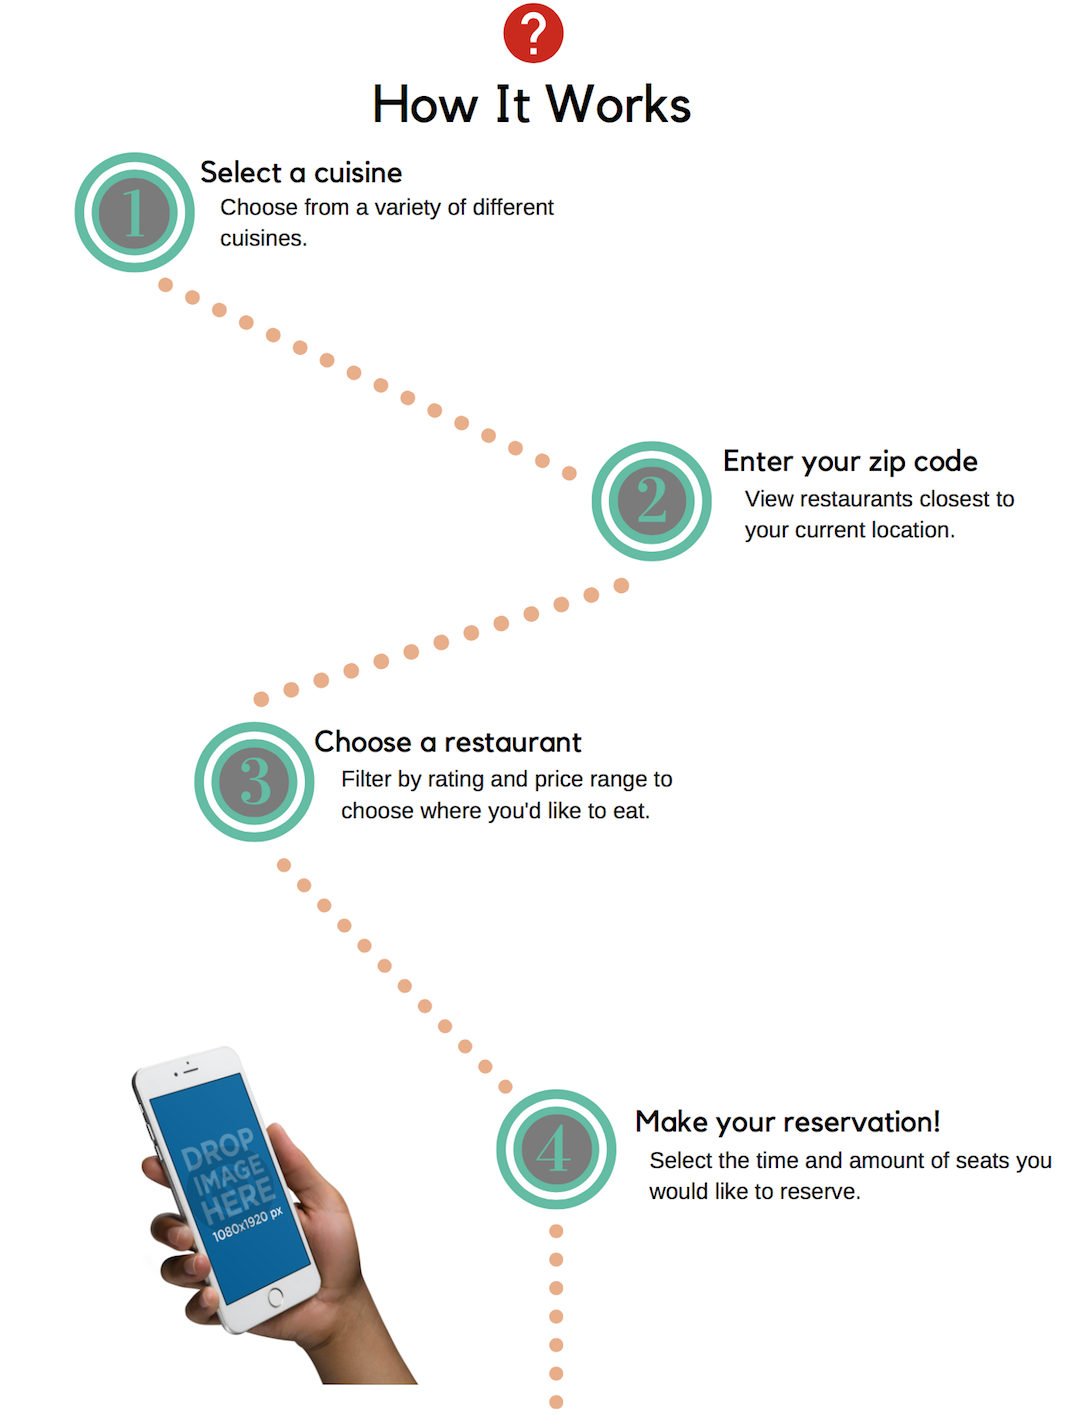 ?
How It Works
1
Select a cuisine
Choose from a variety of different
cuisines.
2
Enter your zip code
View restaurants closest to
your current location.
3
Choose a restaurant
Filter by rating and price range to
choose where you'd like to eat.
4
Make your reservation!
Select the time and amount of seats you
would like to reserve.
DROP
IMAGE
HERE
1080x1920 px